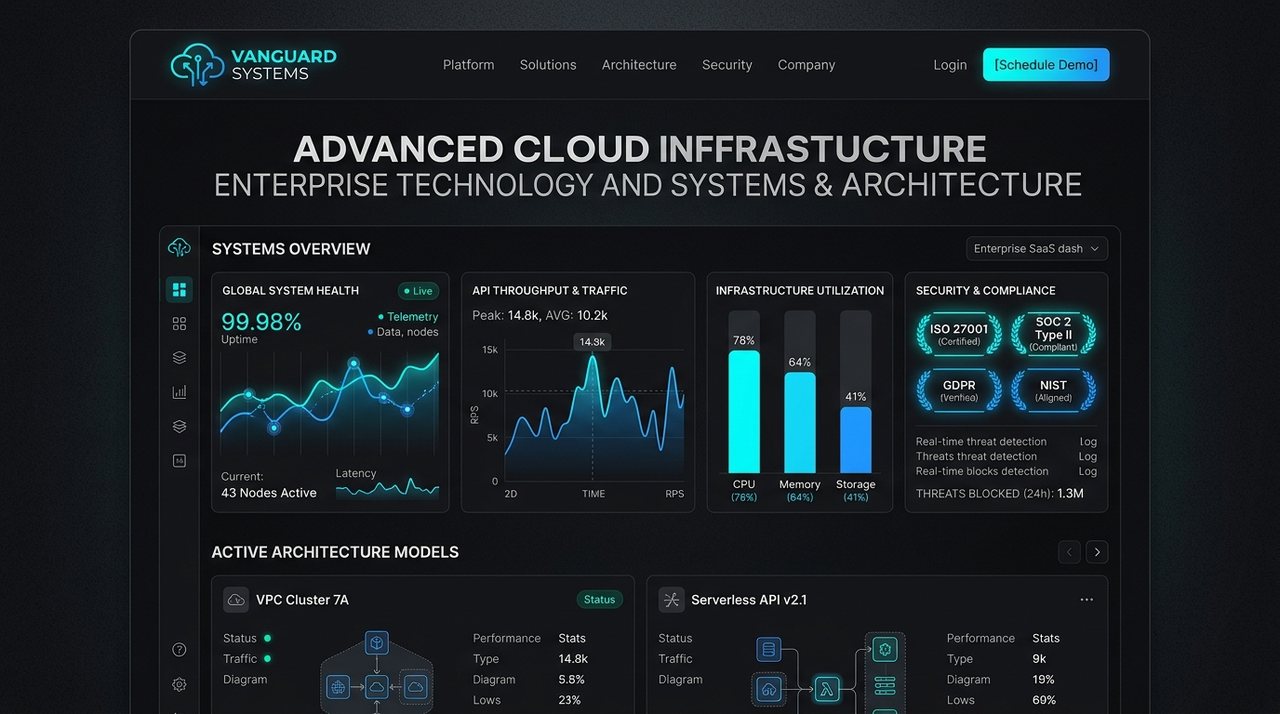 VANGUARD
SYSTEMS
Platform
Solutions
Architecture
Security
Company
Login
[Schedule Demo]
ADVANCED CLOUD INFFRASTUCTURE
ENTERPRISE TECHNOLOGY AND SYSTEMS & ARCHITECTURE
SYSTEMS OVERVIEW
Enterprise SaaS dash
GLOBAL SYSTEM HEALTH
Live
99.98%
Uptime
Telemetry
Data, nodes
Current:
43 Nodes Active
Latency
API THROUGHPUT & TRAFFIC
Peak: 14.8k, AVG: 10.2k
14.3k
15k
10k
5k
0
RPS
2D
TIME
RPS
INFRASTRUCTURE UTILIZATION
78%
64%
41%
CPU
(76%)
Memory
(64%)
Storage
(41%)
SECURITY & COMPLIANCE
ISO 27001
(Certified)
SOC 2
Type II
(Compliant)
GDPR
NIST
(Aligned)
Real-time threat detection Log
Threats threat detection Log
Real-time blocks detection Log
THREATS BLOCKED (24h): 1.3M
ACTIVE ARCHITECTURE MODELS
VPC Cluster 7A
Status
Status
Traffic
Diagram
Performance Stats
Type 14.8k
Diagram 5.8%
Lows 23%
Serverless API v2.1
Status
Traffic
Diagram
Performance Stats
Type 9k
Diagram 19%
Lows 69%